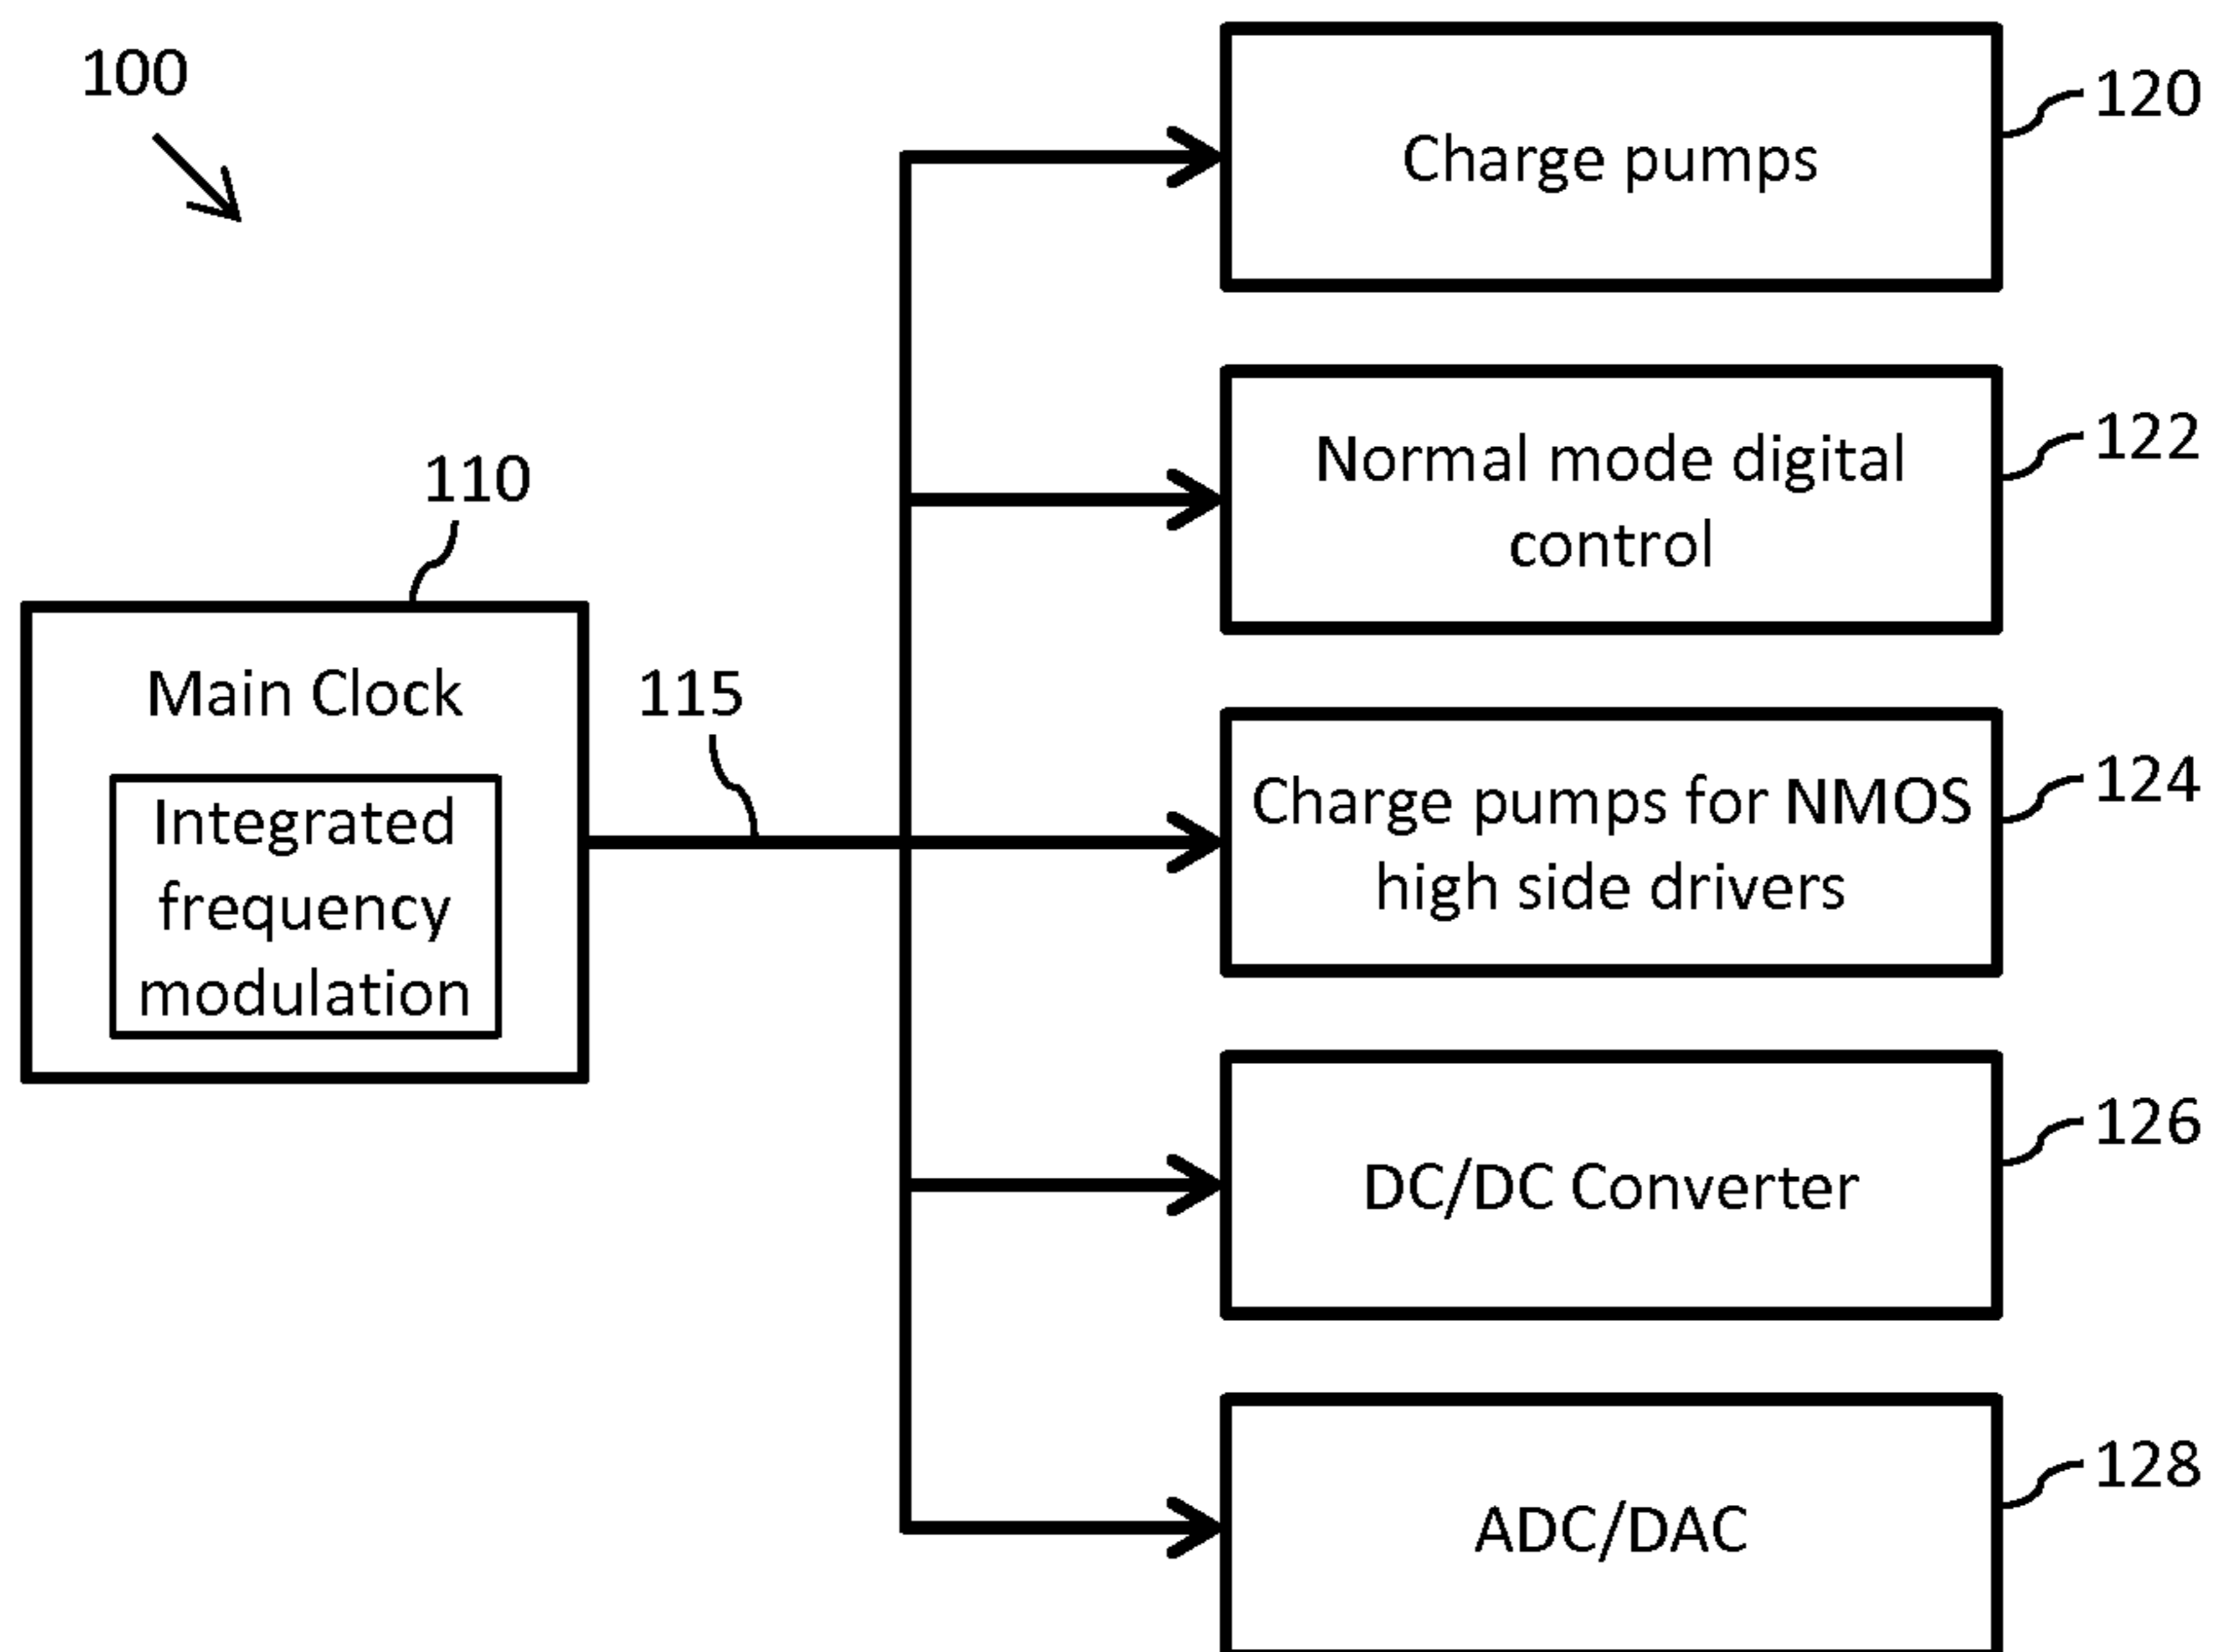 100
120
Charge pumps
122
Normal mode digital
control
110
Main Clock
Integrated
frequency
modulation
115
124
Charge pumps for NMOS
high side drivers
126
DC/DC Converter
128
ADC/DAC